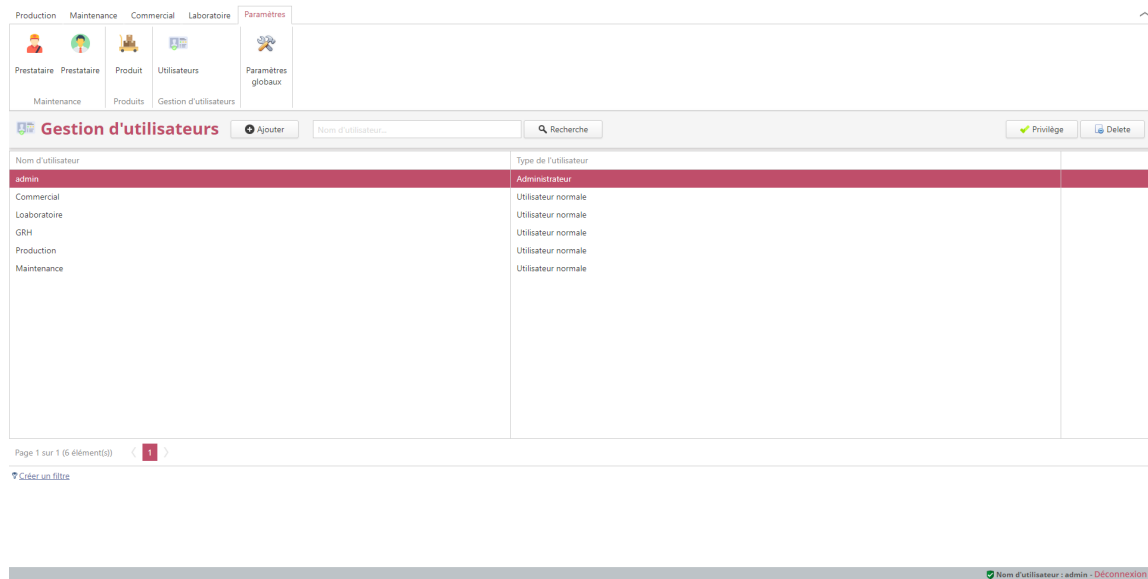 Production Maintenance Commercial Laboratoire Paramètres
Prestataire Prestataire Produit Utilisateurs Paramètres globaux
Maintenance Produits Gestion d'utilisateurs
Gestion d'utilisateurs Ajouter Nom d'utilisateur... Recherche Privilège Delete
Nom d'utilisateur Type de l'utilisateur
admin Administrateur
Commercial Utilisateur normale
Loaboratoire Utilisateur normale
GRH Utilisateur normale
Production Utilisateur normale
Maintenance Utilisateur normale
Page 1 sur 1 (6 élément(s)) 1
Créer un filtre
Nom d'utilisateur : admin - Déconnexion